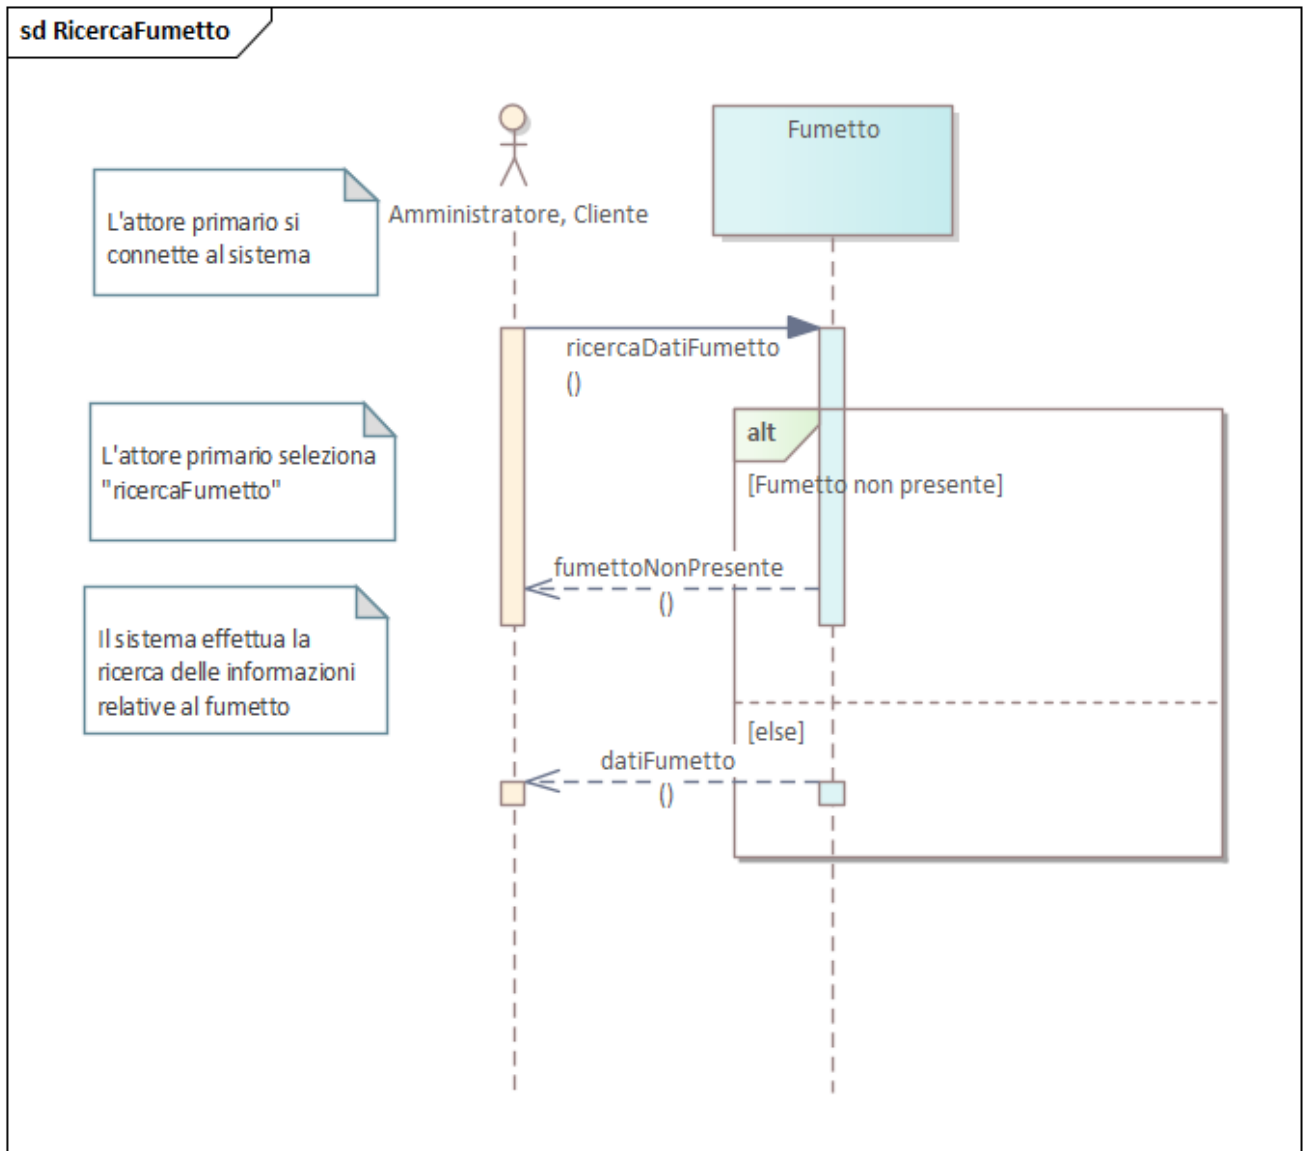 sd RicercaFumetto
Amministratore, Cliente
Fumetto
L'attore primario si
connette al sistema
ricercaDatiFumetto
()
L'attore primario seleziona
"ricercaFumetto"
alt
[Fumetto non presente]
fumettoNonPresente
()
Il sistema effettua la
ricerca delle informazioni
relative al fumetto
[else]
datiFumetto
()